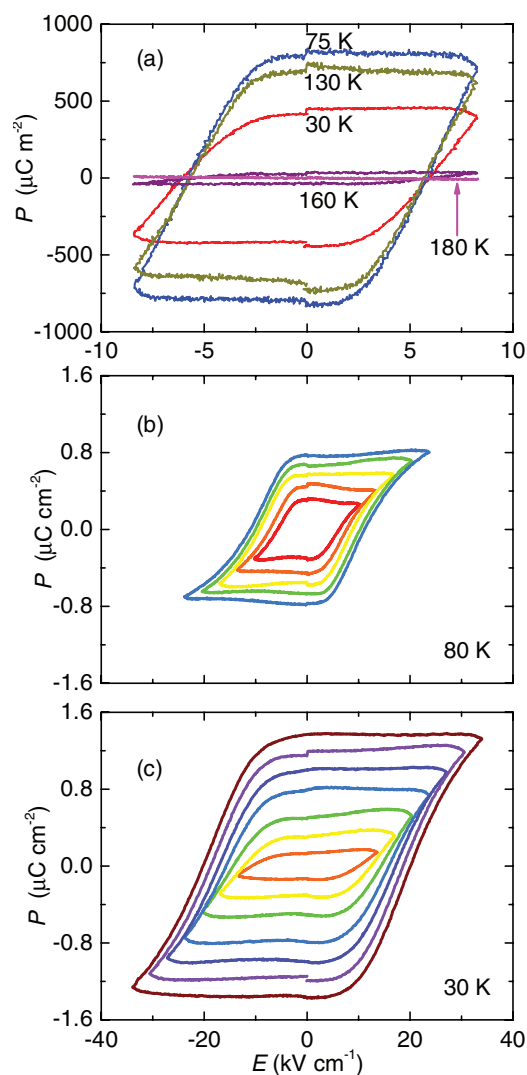 1000
500
0
-500
-1000
P (μC m⁻²)
(a)
75 K
130 K
30 K
160 K
180 K
-10 -5 0 5 10
1.6
0.8
0.0
-0.8
-1.6
P (μC cm⁻²)
(b)
80 K
1.6
0.8
0.0
-0.8
-1.6
P (μC cm⁻²)
(c)
30 K
-40 -20 0 20 40
E (kV cm⁻¹)